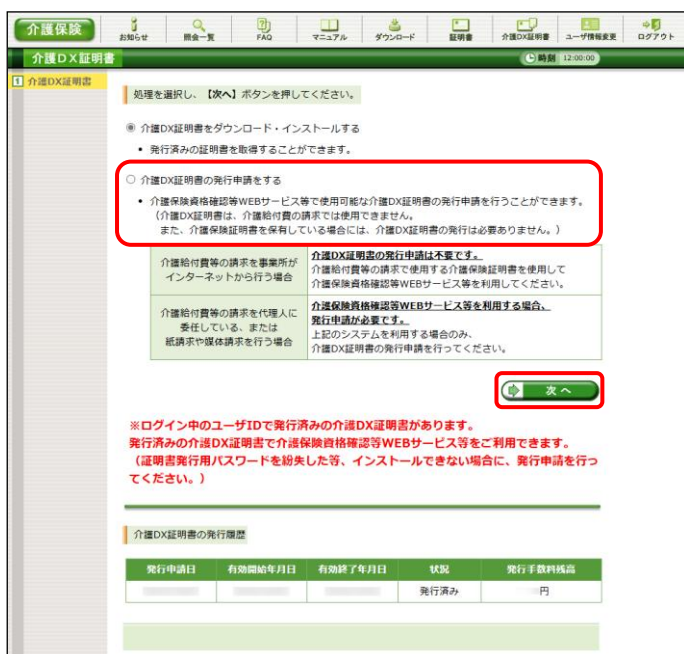 介護保険
お知らせ
照会一覧
FAQ
マニュアル
ダウンロード
証明書
介護DX証明書
ユーザ情報変更
ログアウト
介護DX証明書
時刻 12:00:00
1 介護DX証明書
処理を選択し、【次へ】ボタンを押してください。
介護DX証明書をダウンロード・インストールする
• 発行済みの証明書を取得することができます。
介護DX証明書の発行申請をする
• 介護保険資格確認等WEBサービス等で使用可能な介護DX証明書の発行申請を行うことができます。
（介護DX証明書は、介護給付費の請求では使用できません。
また、介護保険証明書を保有している場合には、介護DX証明書の発行は必要ありません。）
介護給付費等の請求を事業所が
インターネットから行う場合
介護DX証明書の発行申請は不要です。
介護給付費等の請求で使用する介護保険証明書を使用して
介護保険資格確認等WEBサービス等を利用してください。
介護給付費等の請求を代理人に
委任している、または
紙請求や媒体請求を行う場合
介護保険資格確認等WEBサービス等を利用する場合、
発行申請が必要です。
上記のシステムを利用する場合のみ、
介護DX証明書の発行申請を行ってください。
次へ
※ログイン中のユーザIDで発行済みの介護DX証明書があります。
発行済みの介護DX証明書で介護保険資格確認等WEBサービス等をご利用できます。
（証明書発行用パスワードを紛失した等、インストールできない場合に、発行申請を行っ
てください。）
介護DX証明書の発行履歴
発行申請日 有効開始年月日 有効終了年月日 状況 発行手数料残高
発行済み 円